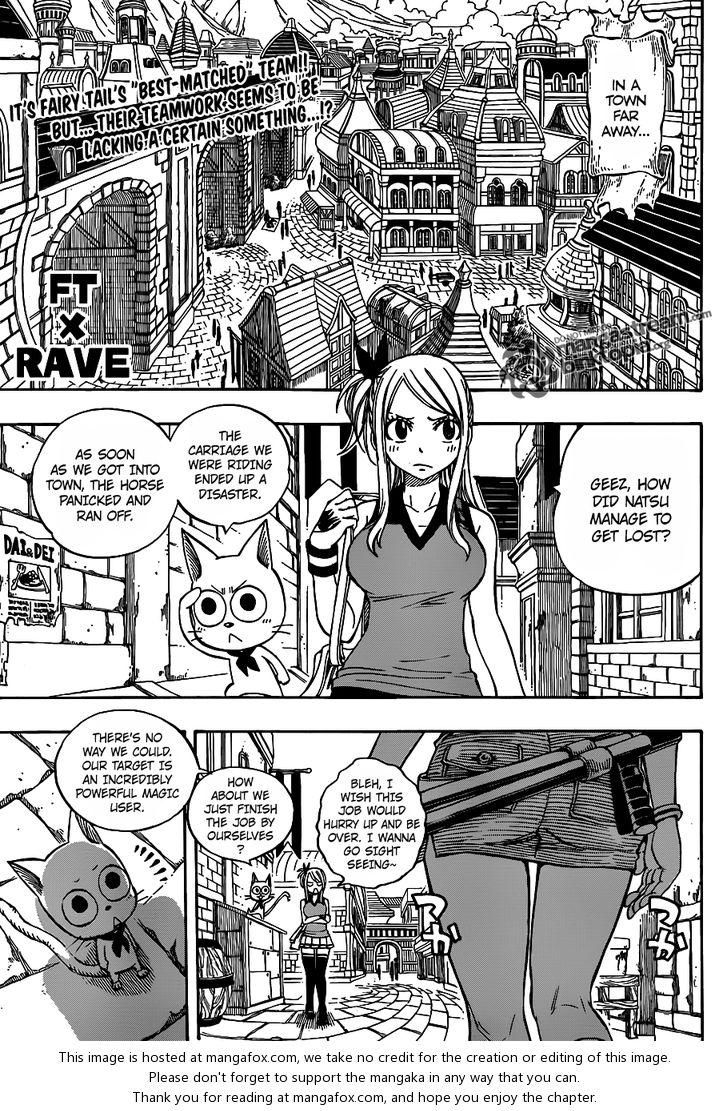 IT'S FAIRY TAIL'S "BEST-MATCHED" TEAM!!
BUT... THEIR TEAMWORK SEEMS TO BE
LACKING A CERTAIN SOMETHING...!?
IN A
TOWN
FAR
AWAY...
FT
X
RAVE
mangastream.com
GEEZ, HOW
DID NATSU
MANAGE TO
GET LOST?
THE
CARRIAGE WE
WERE RIDING
ENDED UP A
DISASTER.
AS SOON
AS WE GOT INTO
TOWN, THE HORSE
PANICKED AND
RAN OFF.
DAI & DEI
BLEH, I
WISH THIS
JOB WOULD
HURRY UP AND
BE OVER. I WANNA
GO SIGHT
SEEING~
HOW
ABOUT WE
JUST FINISH
THE JOB BY
OURSELVES
?
ツカ
ツカ
THERE'S NO
WAY WE COULD.
OUR TARGET IS
AN INCREDIBLY
POWERFUL MAGIC
USER.
This image is hosted at mangafox.com, we take no credit for the creation or editing of this image.
Please don't forget to support the mangaka in any way that you can.
Thank you for reading at mangafox.com, and hope you enjoy the chapter.